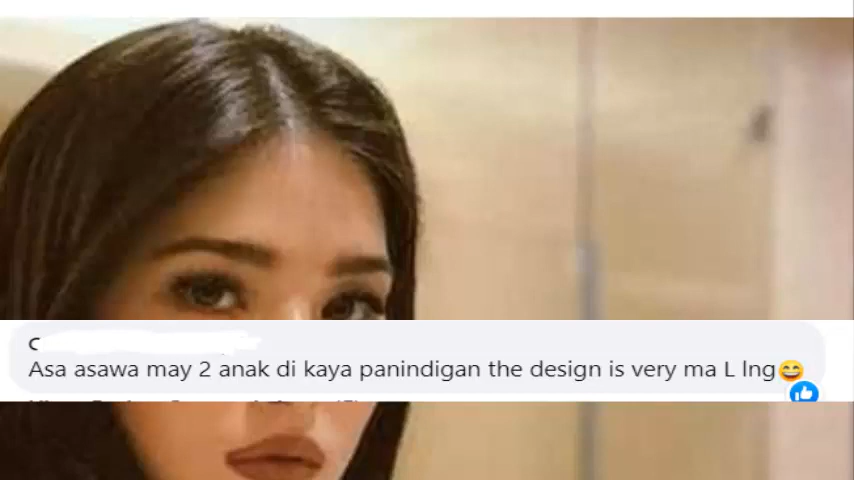 C
Asa asawa may 2 anak di kaya panindigan the design is very ma L lng😄